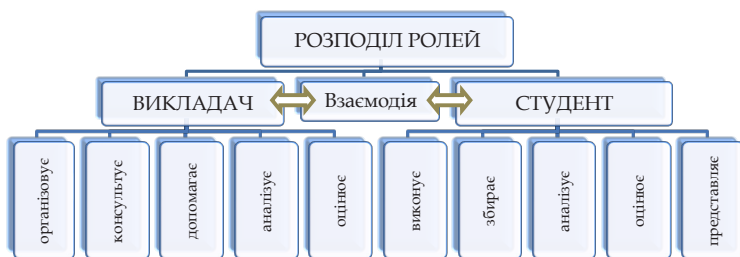 РОЗПОДІЛ РОЛЕЙ
ВИКЛАДАЧ
Взаємодія
СТУДЕНТ
організовує
консультує
допомагає
аналізує
оцінює
виконує
збирає
аналізує
оцінює
представляє